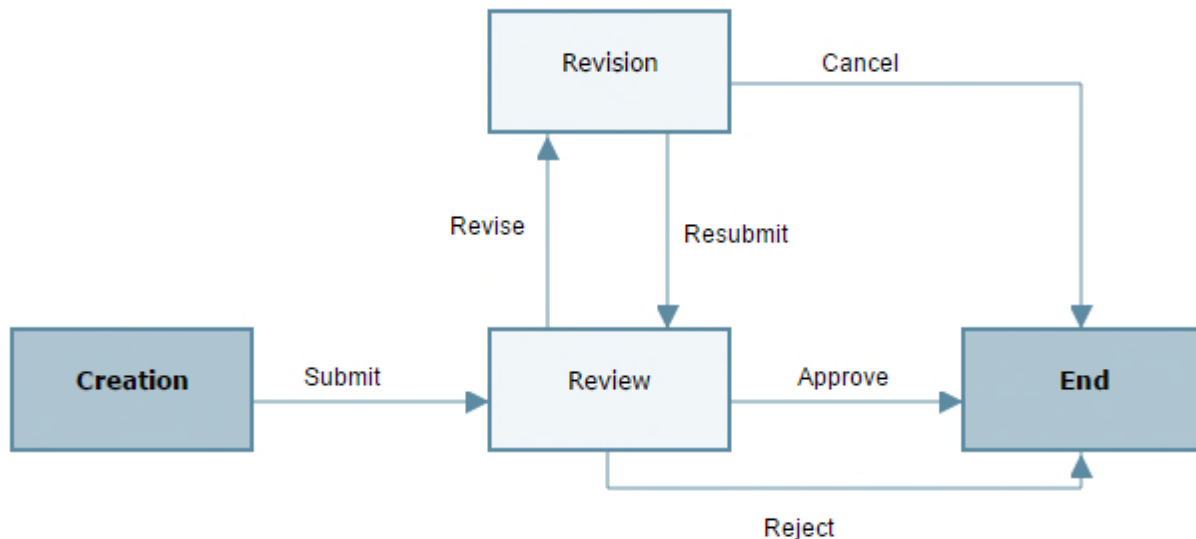 Revision
Cancel
Revise
Resubmit
Creation
Submit
Review
Approve
End
Reject